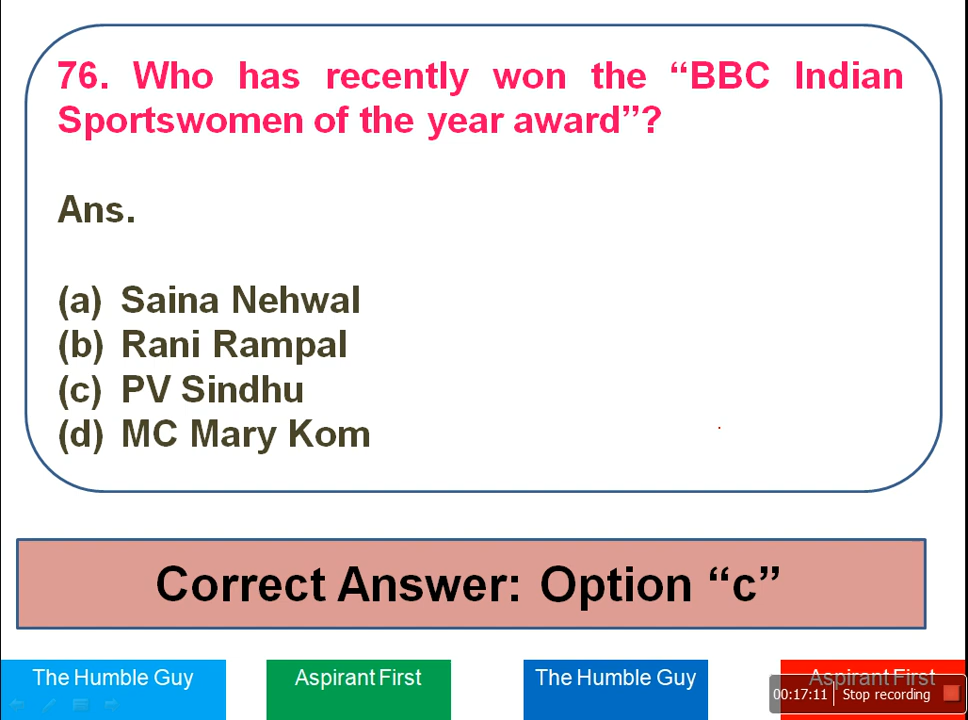 76. Who has recently won the “BBC Indian
Sportswomen of the year award”?
Ans.
(a) Saina Nehwal
(b) Rani Rampal
(c) PV Sindhu
(d) MC Mary Kom
Correct Answer: Option “c”
The Humble Guy
Aspirant First
The Humble Guy
Aspirant First
00:17:11 Stop recording